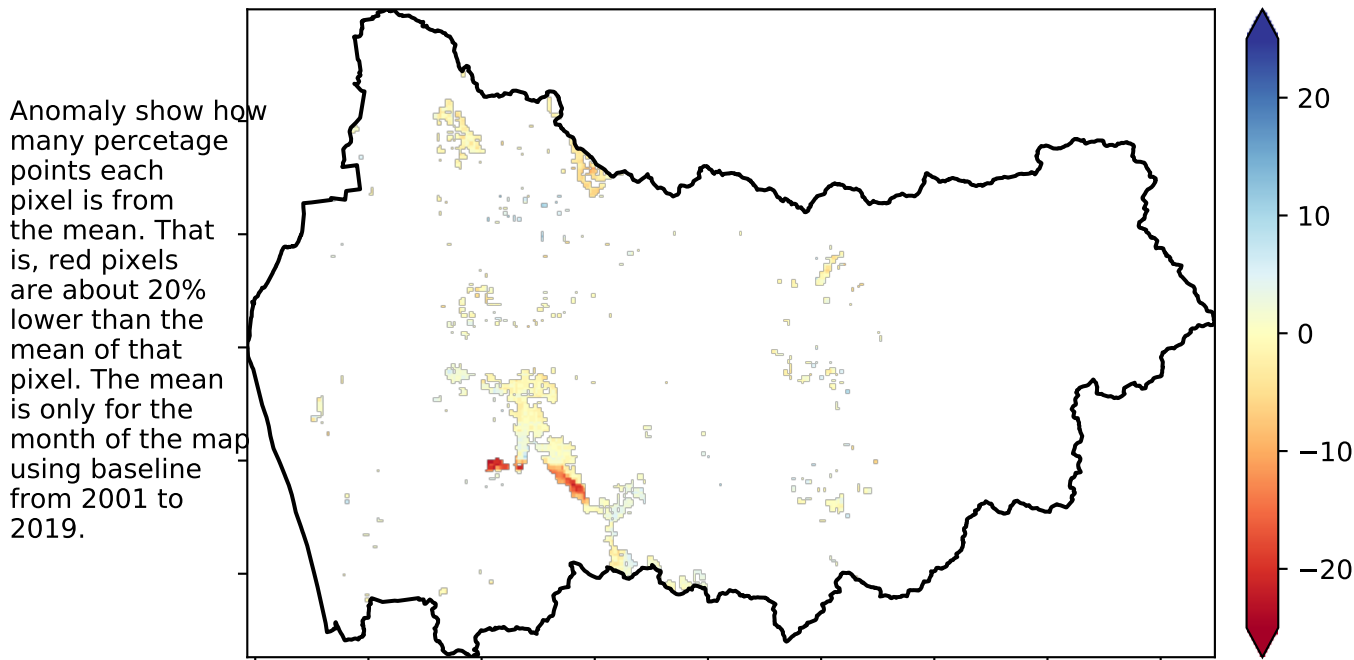 Anomaly show how
many percetage
points each
pixel is from
the mean. That
is, red pixels
are about 20%
lower than the
mean of that
pixel. The mean
is only for the
month of the map
using baseline
from 2001 to
2019.
20
10
0
−10
−20